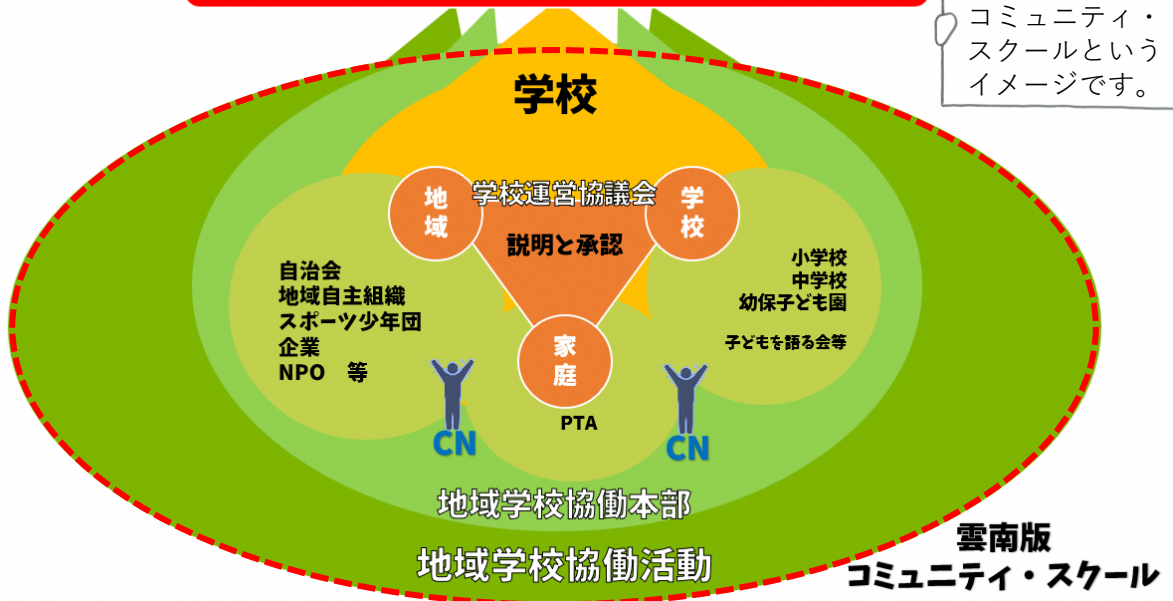 コミュニティ・
スクールという
イメージです。
学校
学校運営協議会
地域
学校
説明と承認
自治会
地域自主組織
スポーツ少年団
企業
NPO 等
小学校
中学校
幼保子ども園
子どもを語る会等
家庭
PTA
CN
CN
地域学校協働本部
地域学校協働活動
雲南版
コミュニティ・スクール